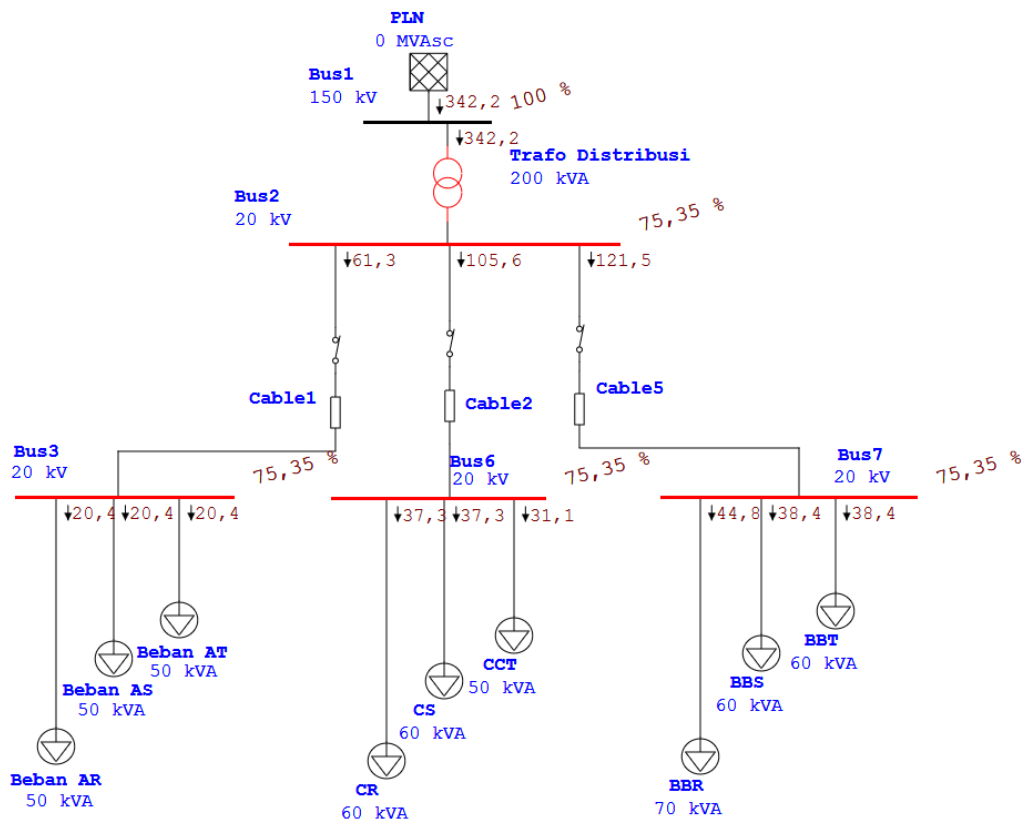 PLN
0 MVAsc
Bus1
150 kV
342,2
100 %
342,2
Trafo Distribusi
200 kVA
Bus2
20 kV
75,35 %
61,3
105,6
121,5
Cable1
Cable2
Cable5
Bus3
20 kV
75,35 %
Bus6
20 kV
75,35 %
Bus7
20 kV
75,35 %
20,4
20,4
20,4
37,3
37,3
31,1
44,8
38,4
38,4
Beban AT
50 kVA
Beban AS
50 kVA
Beban AR
50 kVA
CCT
50 kVA
CS
60 kVA
CR
60 kVA
BBT
60 kVA
BBS
60 kVA
BBR
70 kVA